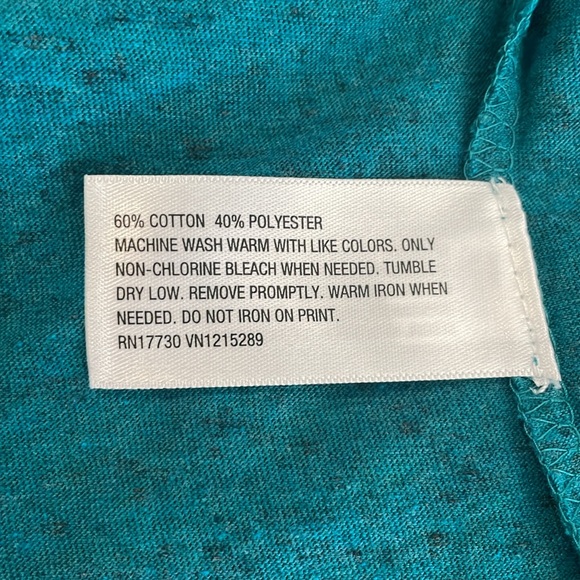 60% COTTON 40% POLYESTER
MACHINE WASH WARM WITH LIKE COLORS. ONLY
NON-CHLORINE BLEACH WHEN NEEDED. TUMBLE
DRY LOW. REMOVE PROMPTLY. WARM IRON WHEN
NEEDED. DO NOT IRON ON PRINT.
RN17730 VN1215289